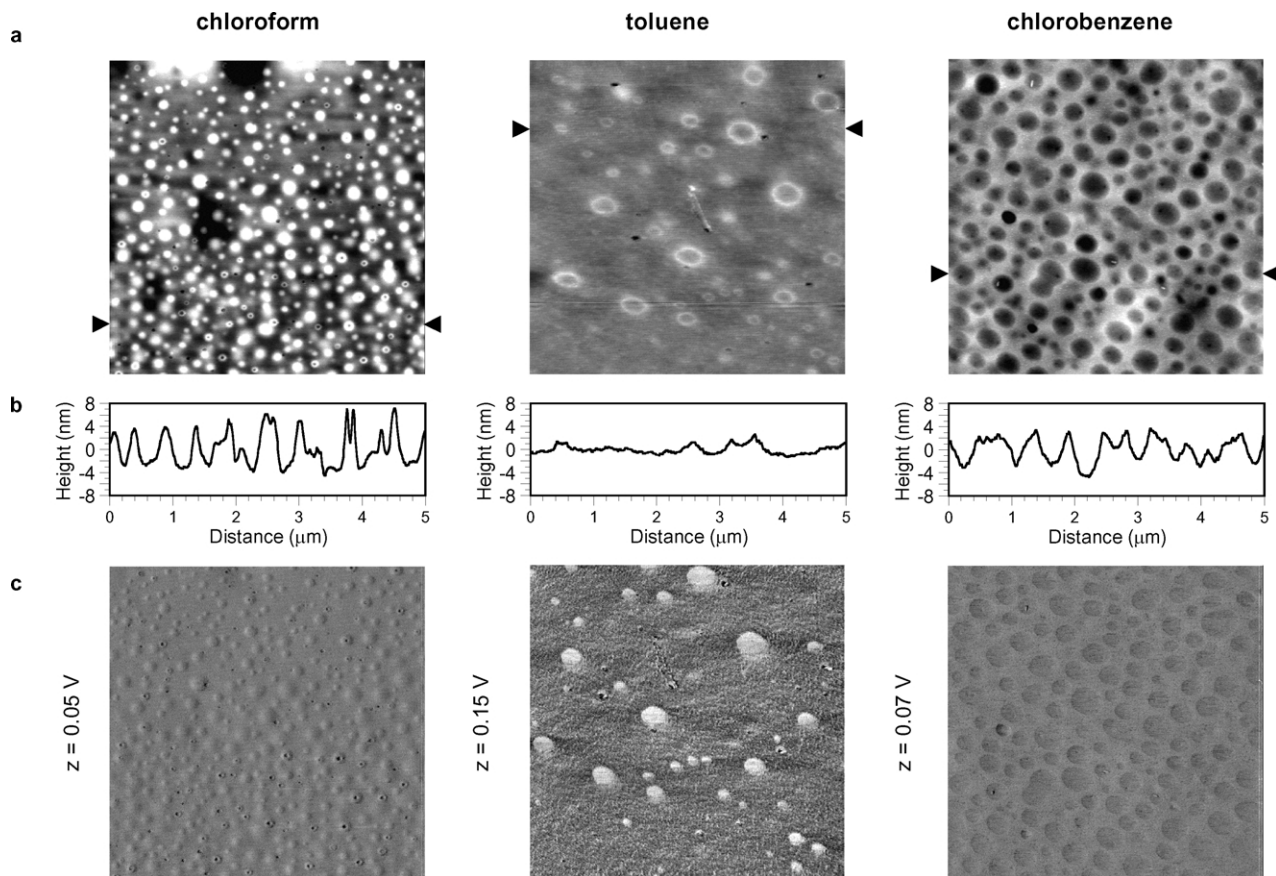 chloroform toluene chlorobenzene
a
b
8
4
0
-4
-8
Height (nm)
0 1 2 3 4 5
Distance (μm)
8
4
0
-4
-8
Height (nm)
0 1 2 3 4 5
Distance (μm)
8
4
0
-4
-8
Height (nm)
0 1 2 3 4 5
Distance (μm)
c
z = 0.05 V
z = 0.15 V
z = 0.07 V